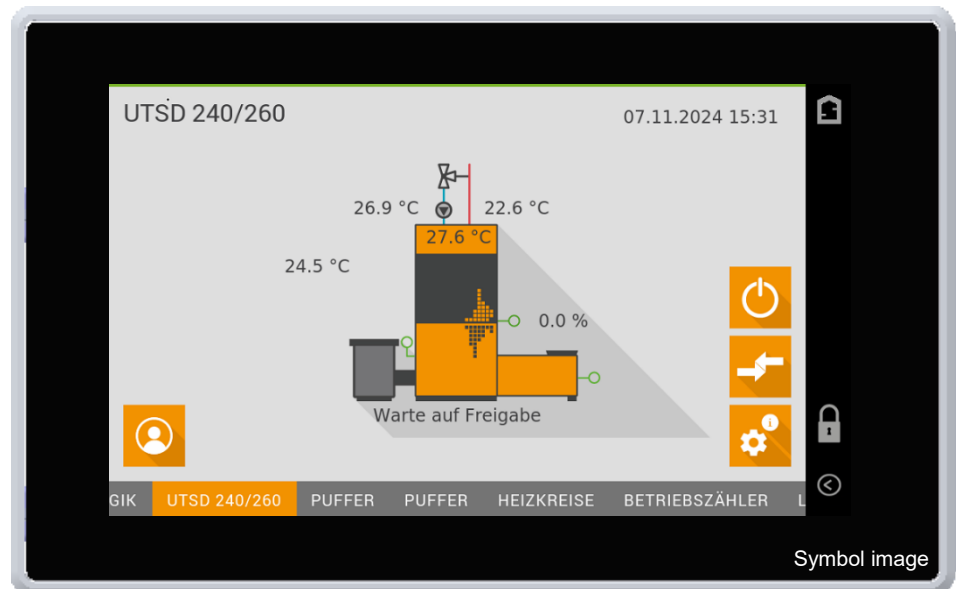 UTSD 240/260
07.11.2024 15:31
26.9 °C
22.6 °C
27.6 °C
24.5 °C
0.0 %
Warte auf Freigabe
GIK UTSD 240/260 PUFFER PUFFER HEIZKREISE BETRIEBSZÄHLER L
Symbol image